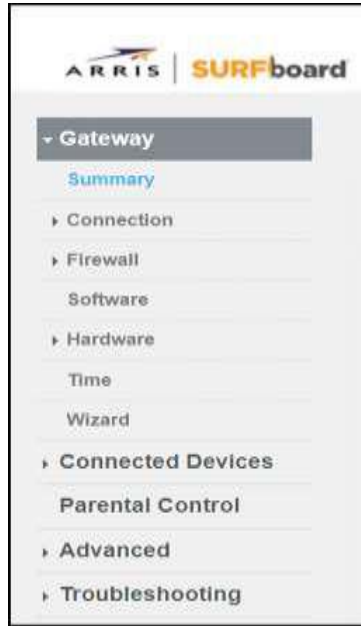 ARRIS SURFboard
Gateway
Summary
Connection
Firewall
Software
Hardware
Time
Wizard
Connected Devices
Parental Control
Advanced
Troubleshooting